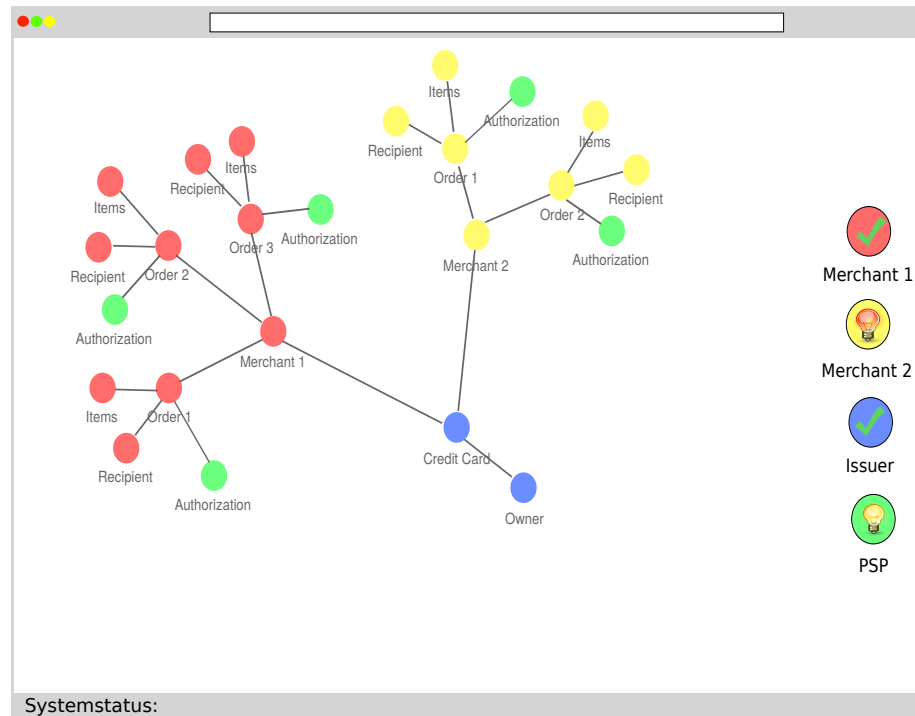 Items
Authorization
Recipient
Order 1
Items
Recipient
Order 2
Authorization
Merchant 2
Items
Recipient
Order 3
Authorization
Items
Recipient
Order 2
Authorization
Merchant 1
Items
Order 1
Recipient
Authorization
Credit Card
Owner
Merchant 1
Merchant 2
Issuer
PSP
Systemstatus: